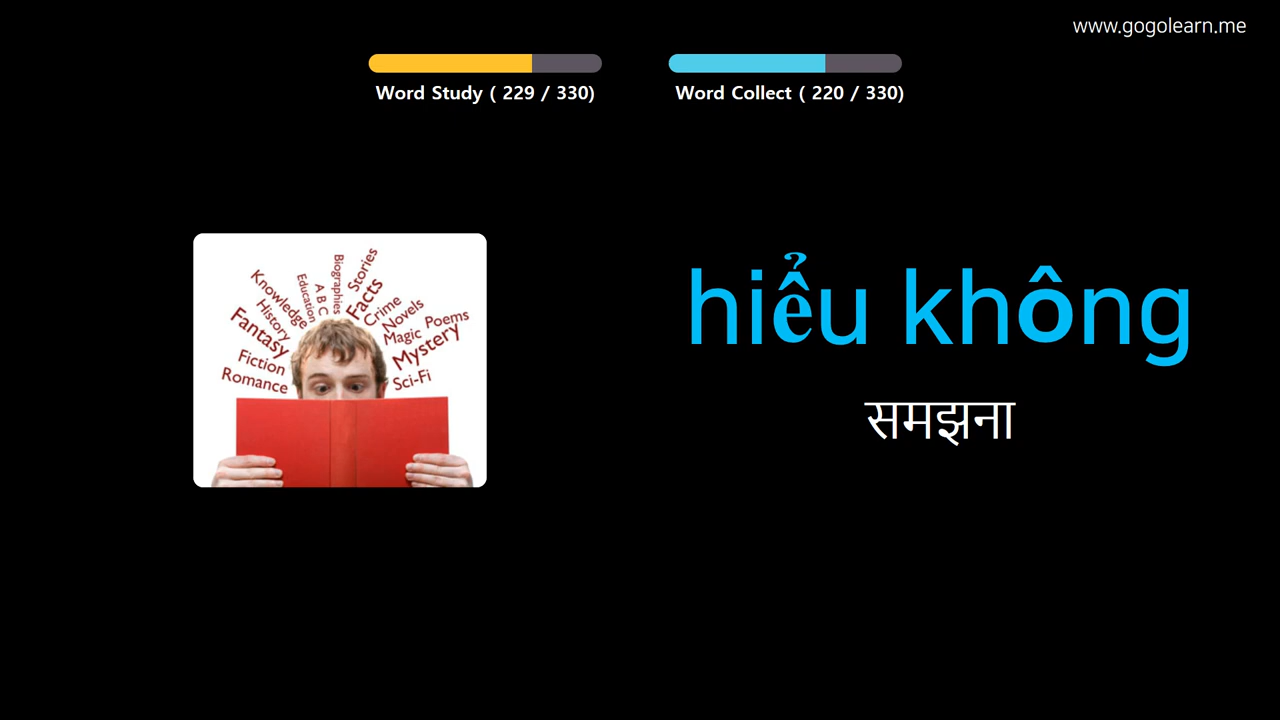 www.gogolearn.me
Word Study ( 229 / 330)
Word Collect ( 220 / 330)
Knowledge
History
Fantasy
Fiction
Romance
Education
A B C
Biographies
Stories
Facts
Crime
Novels
Magic
Poems
Mystery
Sci-Fi
hiểu không
समझना